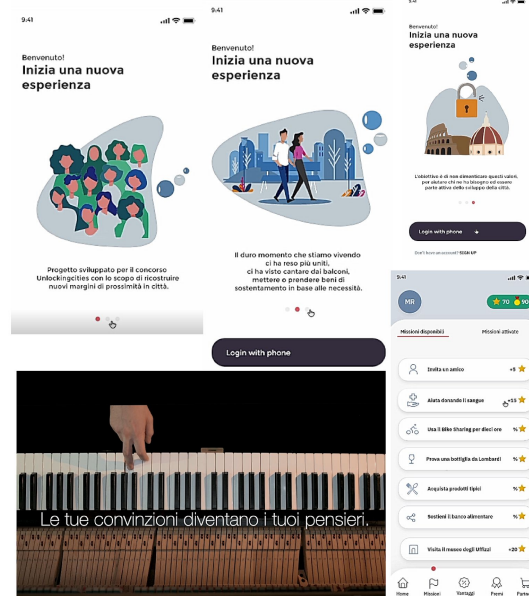 9:41
Benvenuto!
Inizia una nuova
esperienza
Progetto sviluppato per il concorso
Unlockingcities con lo scopo di ricostruire
nuovi margini di prossimità in città.
9:41
Benvenuto!
Inizia una nuova
esperienza
Il duro momento che stiamo vivendo
ci ha reso più uniti,
ci ha visto cantare dai balconi,
mettere o prendere beni di
sostentamento in base alle necessità.
Login with phone
9:41
Benvenuto!
Inizia una nuova
esperienza
L'obiettivo è di non dimenticare questi valori,
per aiutare chi ne ha bisogno ed essere
parte attiva dello sviluppo della città.
Login with phone
Don't have an account? SIGN UP
Le tue convinzioni diventano i tuoi pensieri.
9:41
MR
70 90
Missioni disponibili
Missioni attivate
Invita un amico +5
Aiuta donando il sangue +15
Usa il Bike Sharing per dieci ore %
Prova una bottiglia da Lombardi %
Acquista prodotti tipici %
Sostieni il banco alimentare %
Visita il museo degli Uffizi +20
Home Missioni Vantaggi Premi